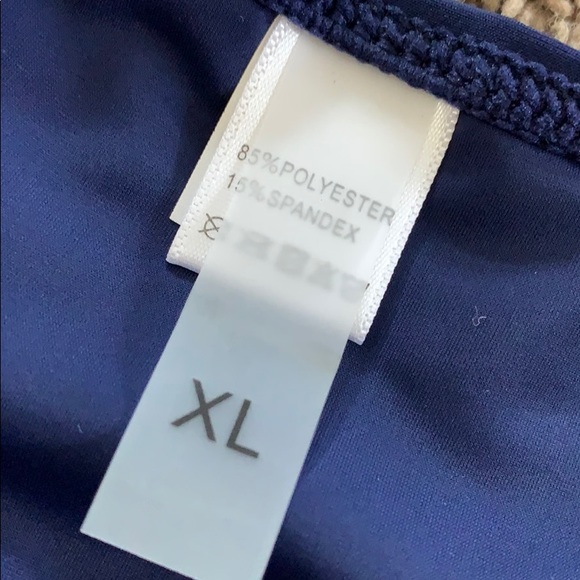 85% POLYESTER
15% SPANDEX
XL